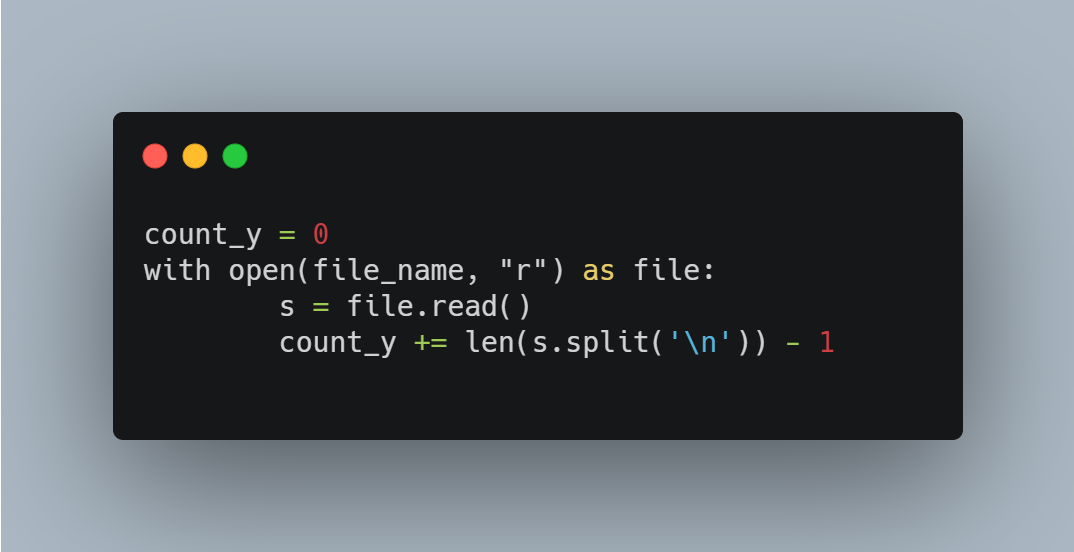 count_y = 0
with open(file_name, "r") as file:
        s = file.read()
        count_y += len(s.split('\n')) - 1